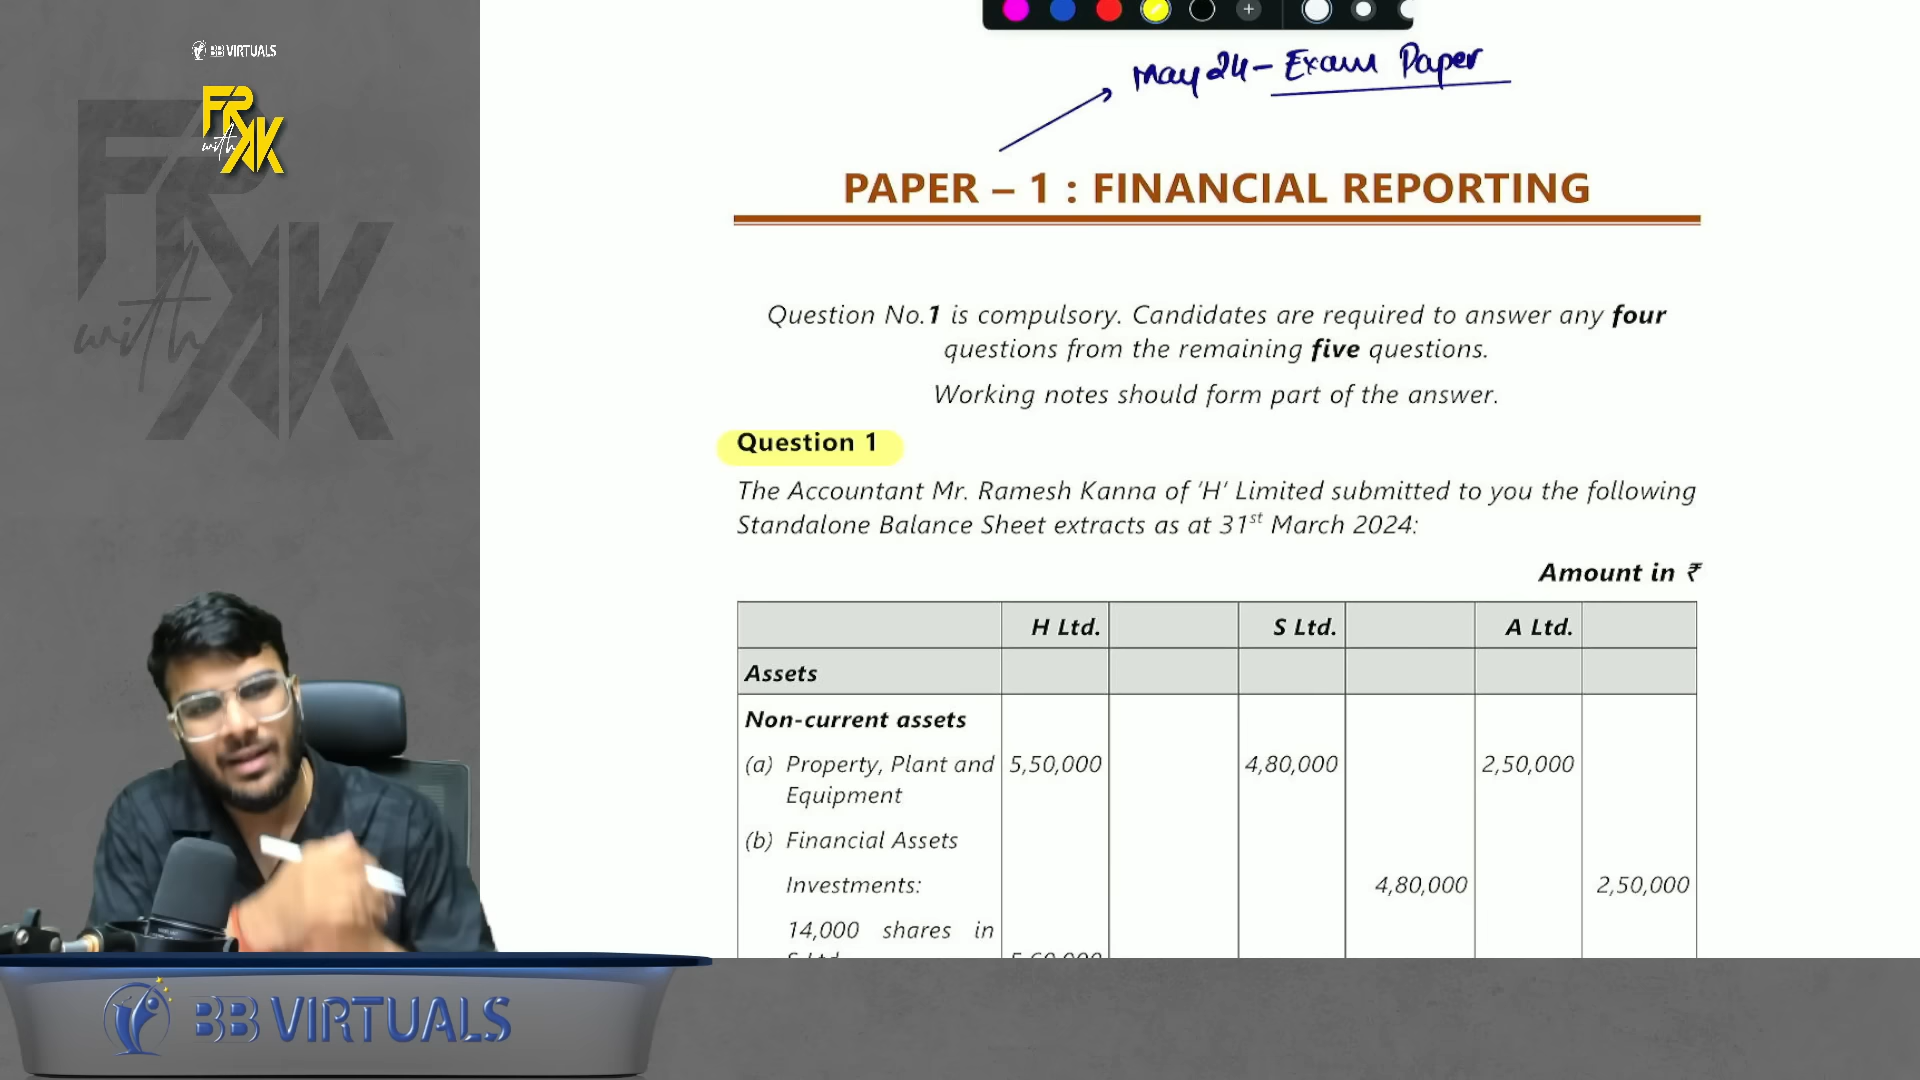 BB VIRTUALS
FR
with
KK
FR
with
KK
May 24 - Exam Paper
PAPER – 1 : FINANCIAL REPORTING
Question No.1 is compulsory. Candidates are required to answer any four
questions from the remaining five questions.
Working notes should form part of the answer.
Question 1
The Accountant Mr. Ramesh Kanna of ‘H’ Limited submitted to you the following
Standalone Balance Sheet extracts as at 31st March 2024:
Amount in ₹
H Ltd. S Ltd. A Ltd.
Assets
Non-current assets
(a) Property, Plant and 5,50,000 4,80,000 2,50,000
Equipment
(b) Financial Assets
Investments: 4,80,000 2,50,000
14,000 shares in
BB VIRTUALS